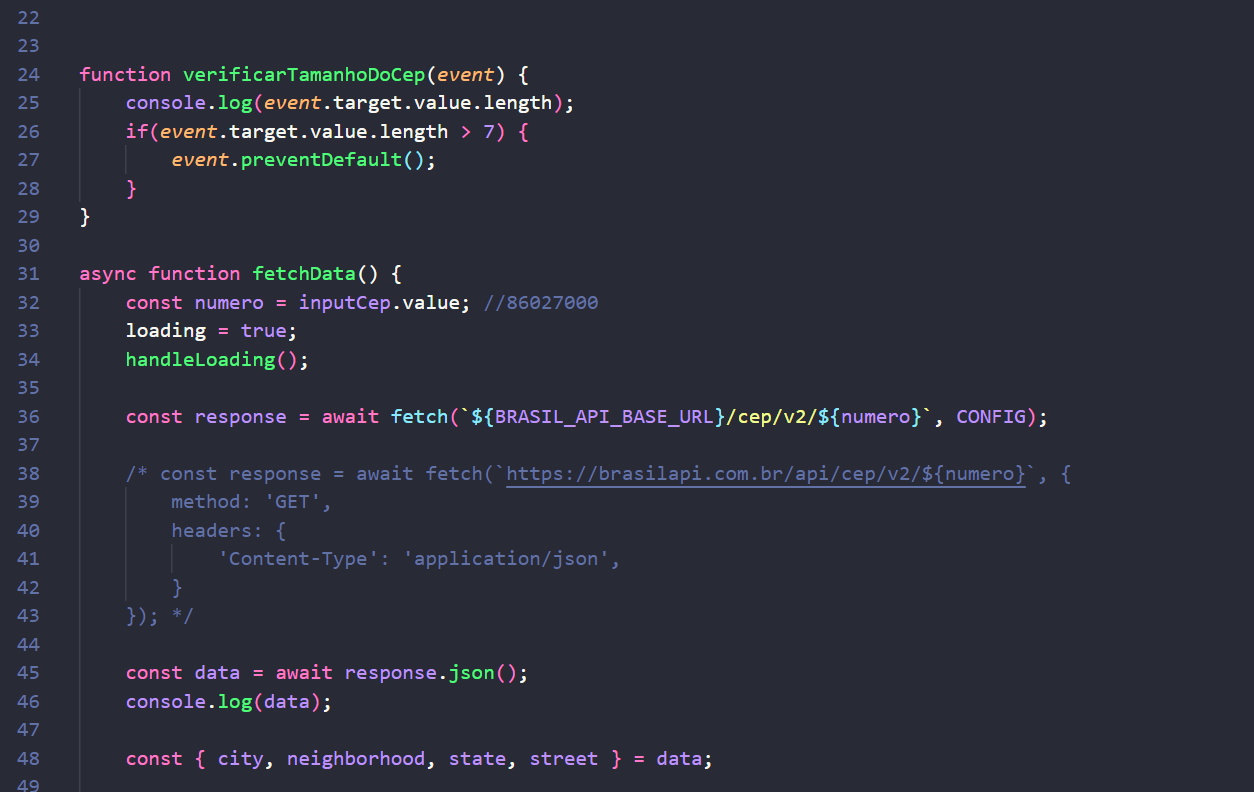 22
23
24 function verificarTamanhoDoCep(event) {
25     console.log(event.target.value.length);
26     if(event.target.value.length > 7) {
27         event.preventDefault();
28     }
29 }
30
31 async function fetchData() {
32     const numero = inputCep.value; //86027000
33     loading = true;
34     handleLoading();
35
36     const response = await fetch(`${BRASIL_API_BASE_URL}/cep/v2/${numero}`, CONFIG);
37
38     /* const response = await fetch(`https://brasilapi.com.br/api/cep/v2/${numero}`, {
39         method: 'GET',
40         headers: {
41             'Content-Type': 'application/json',
42         }
43     }); */
44
45     const data = await response.json();
46     console.log(data);
47
48     const { city, neighborhood, state, street } = data;
49